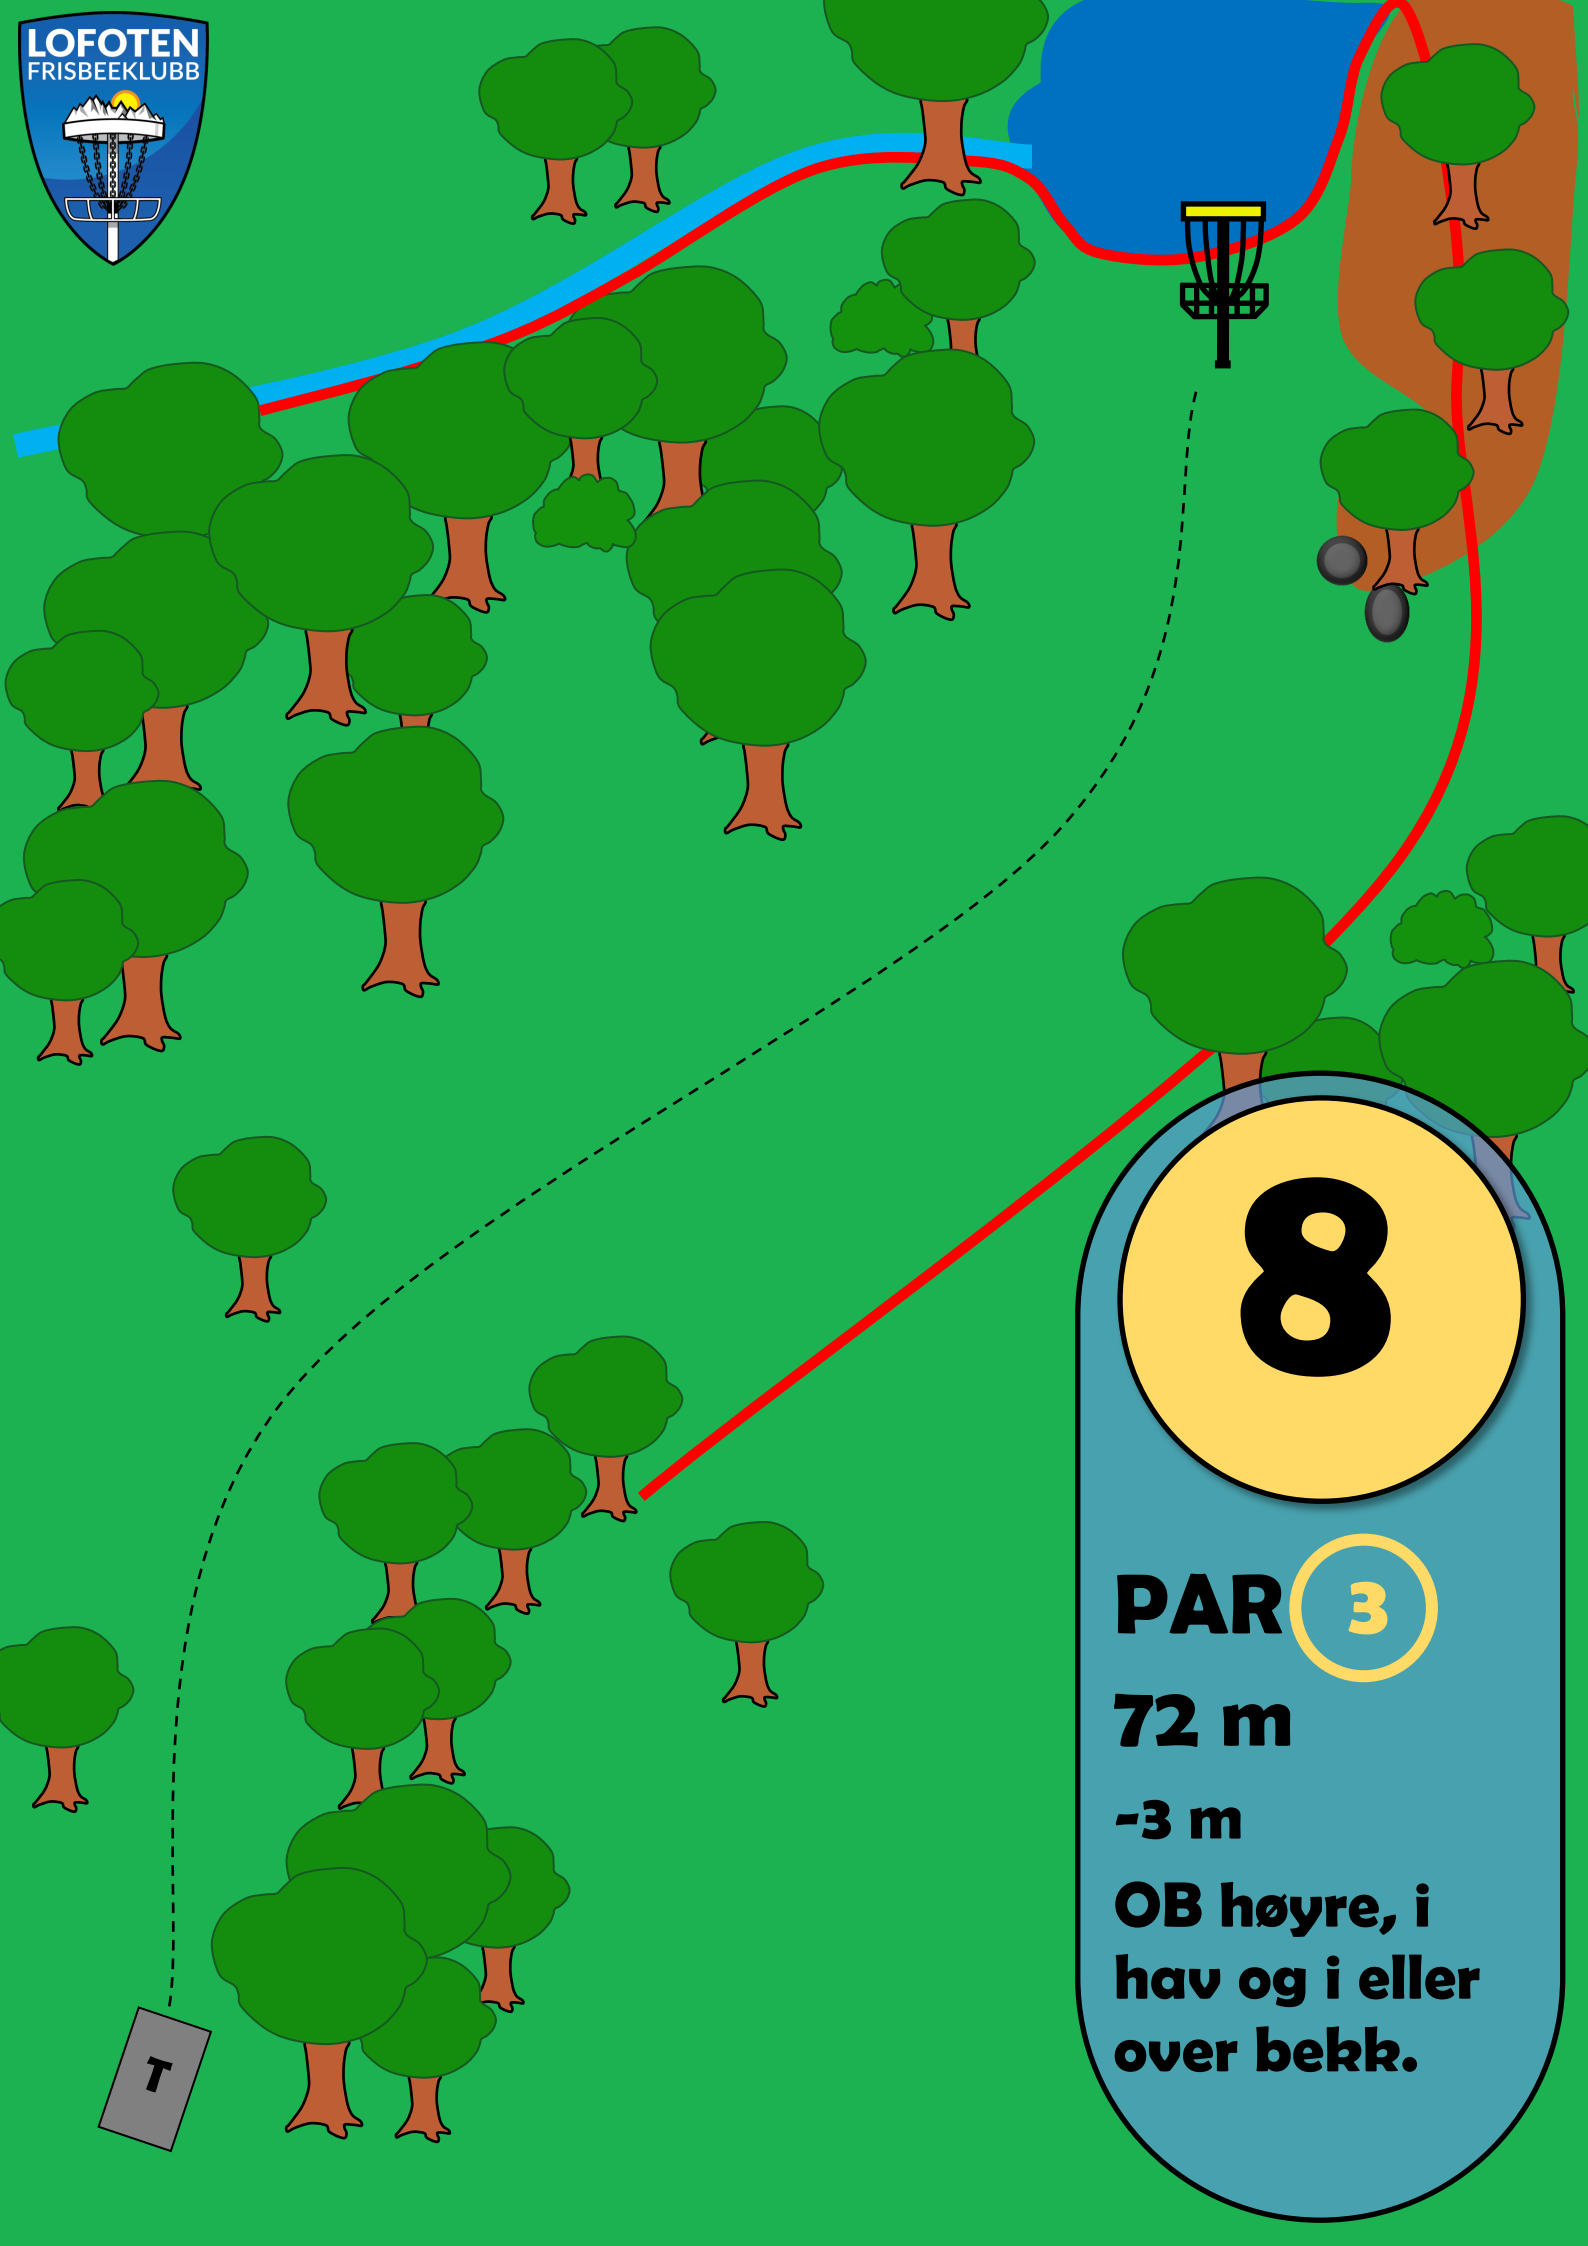 LOFOTEN
FRISBEEKLUBB
8
PAR 3
72 m
-3 m
OB høyre, i
hav og i eller
over bekk.
T